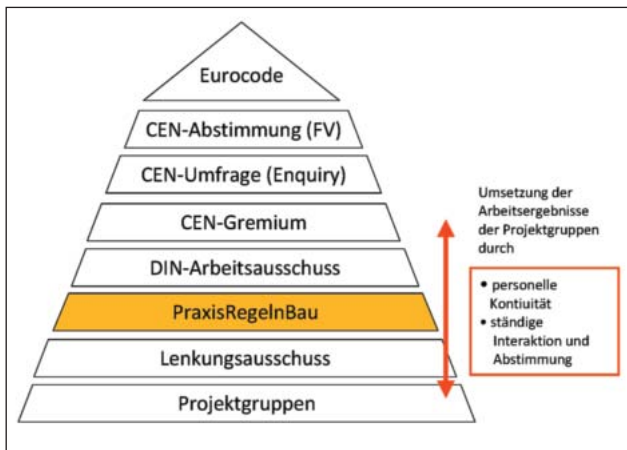 Eurocode
CEN-Abstimmung (FV)
CEN-Umfrage (Enquiry)
CEN-Gremium
DIN-Arbeitsausschuss
PraxisRegelnBau
Lenkungsausschuss
Projektgruppen
Umsetzung der
Arbeitsergebnisse
der Projektgruppen
durch
• personelle
Kontiuität
• ständige
Interaktion und
Abstimmung